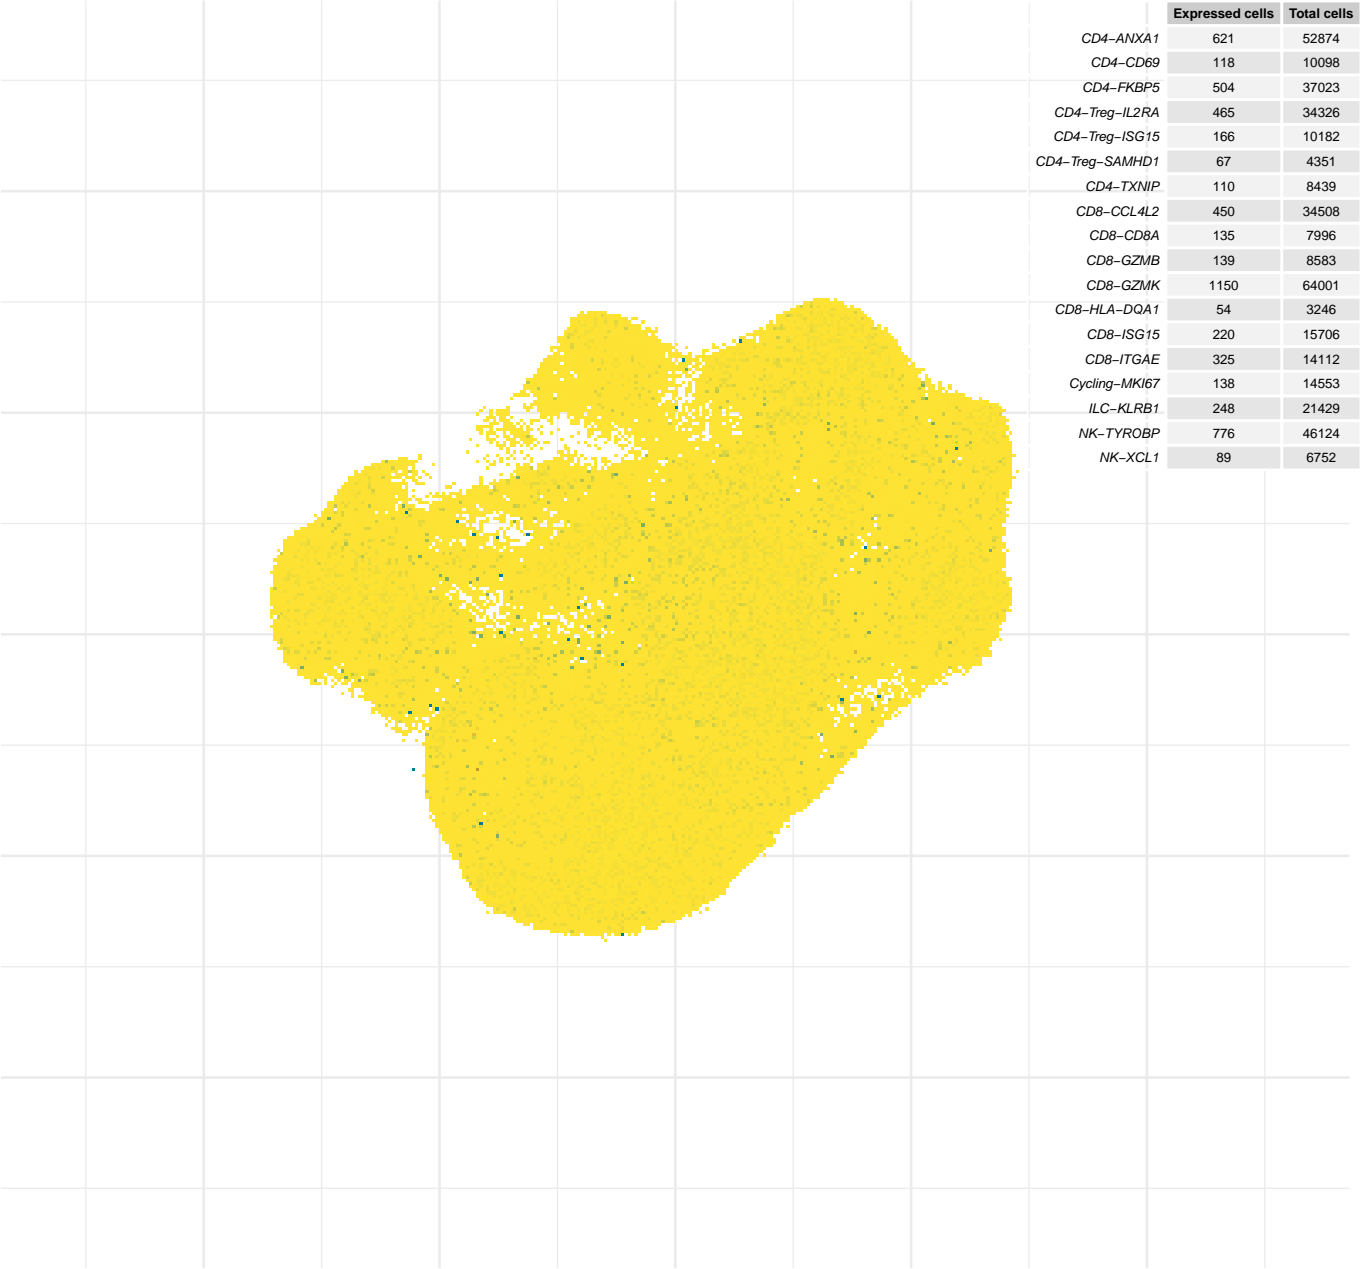 Expressed cells Total cells
CD4−ANXA1 621 52874
CD4−CD69 118 10098
CD4−FKBP5 504 37023
CD4−Treg−IL2RA 465 34326
CD4−Treg−ISG15 166 10182
CD4−Treg−SAMHD1 67 4351
CD4−TXNIP 110 8439
CD8−CCL4L2 450 34508
CD8−CD8A 135 7996
CD8−GZMB 139 8583
CD8−GZMK 1150 64001
CD8−HLA−DQA1 54 3246
CD8−ISG15 220 15706
CD8−ITGAE 325 14112
Cycling−MKI67 138 14553
ILC−KLRB1 248 21429
NK−TYROBP 776 46124
NK−XCL1 89 6752